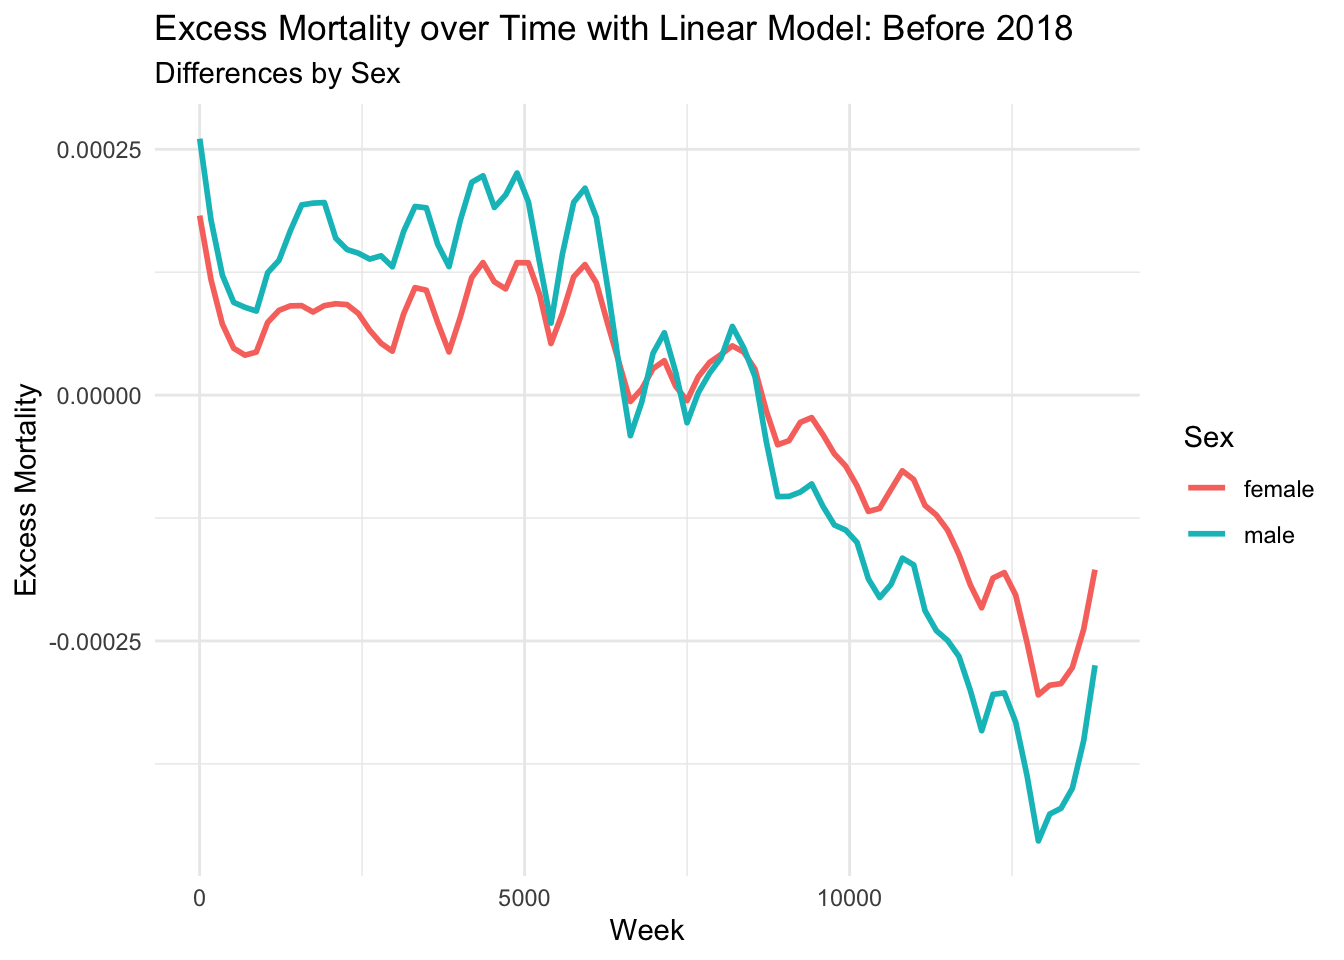 Excess Mortality over Time with Linear Model: Before 2018
Differences by Sex
0.00025
0.00000
-0.00025
Excess Mortality
0
5000
10000
Week
Sex
female
male